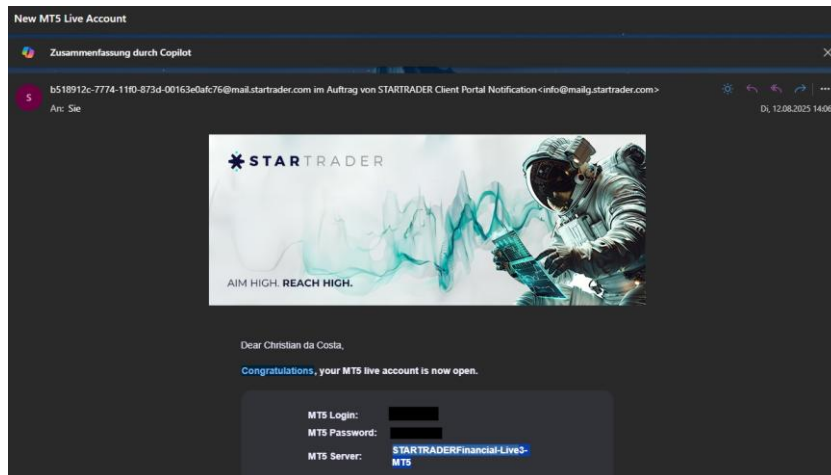 New MT5 Live Account
Zusammenfassung durch Copilot
S
b518912c-7774-11f0-873d-00163e0afc76@mail.startrader.com im Auftrag von STARTRADER Client Portal Notification<info@mailg.startrader.com>
An: Sie
Di, 12.08.2025 14:06
STARTRADER
AIM HIGH. REACH HIGH.
Dear Christian da Costa,
Congratulations, your MT5 live account is now open.
MT5 Login:
MT5 Password:
MT5 Server: STARTRADERFinancial-Live3-
MT5